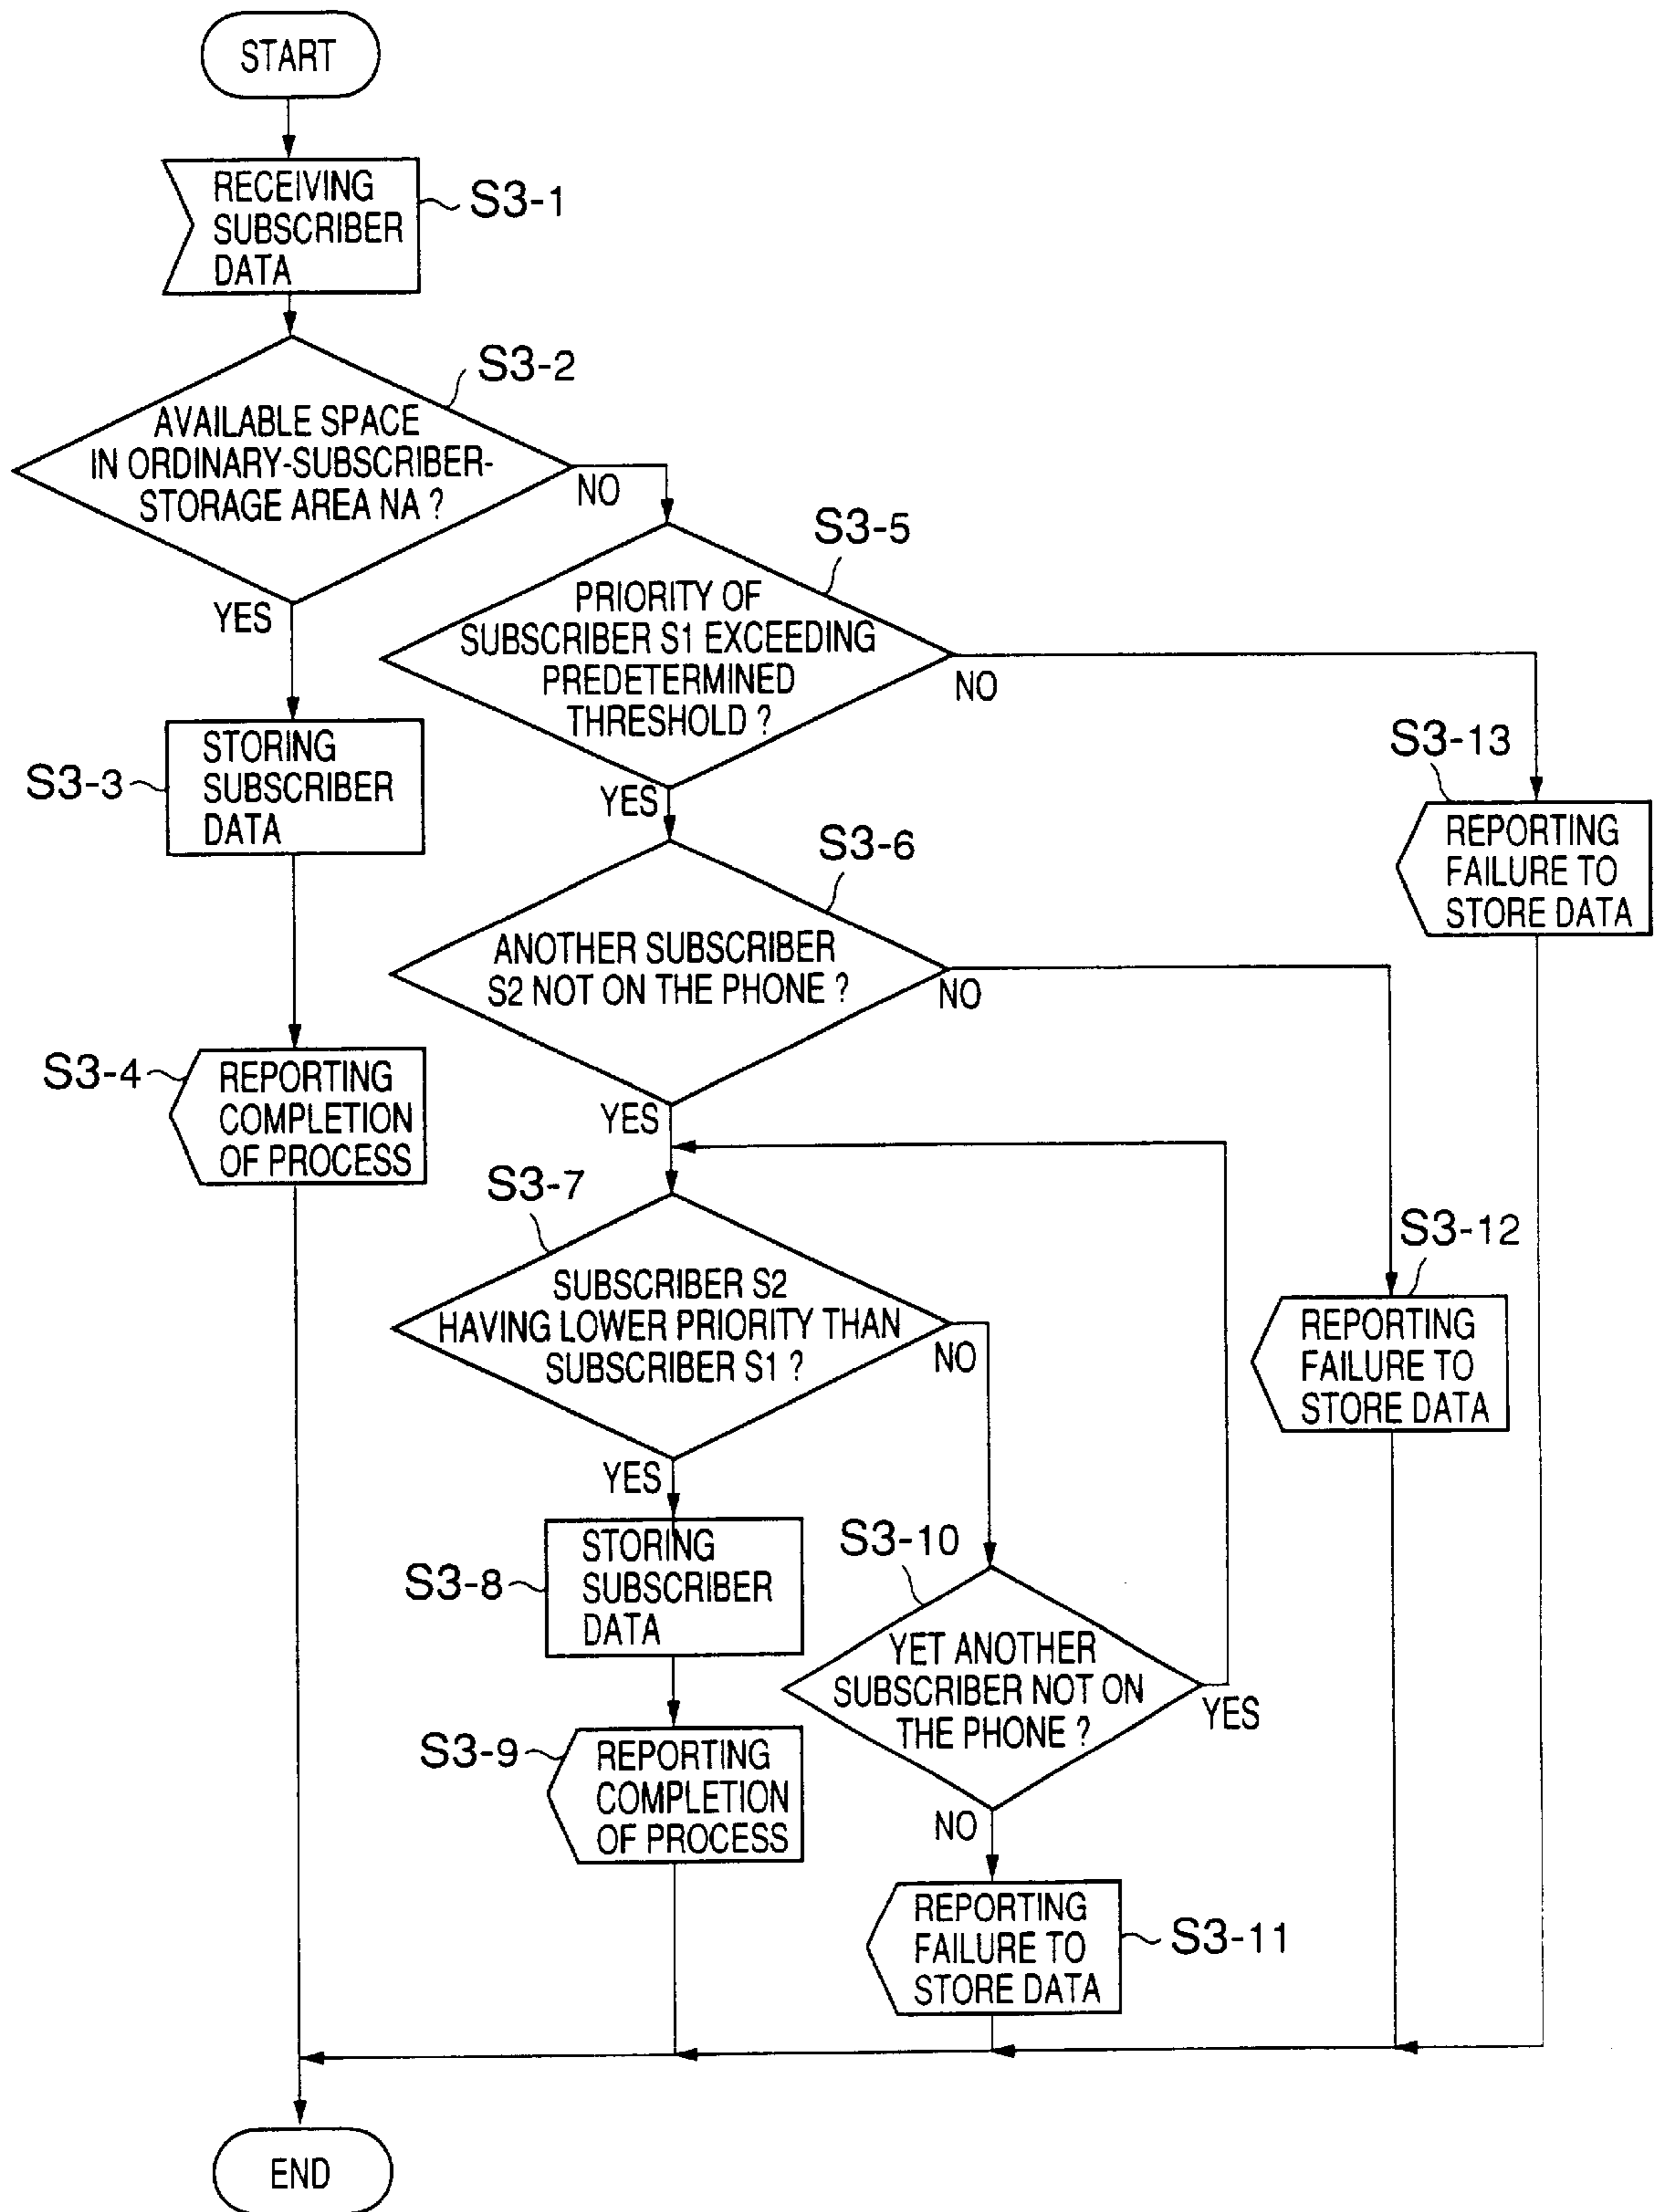 START
RECEIVING
SUBSCRIBER
DATA
S3-1
S3-2
AVAILABLE SPACE
IN ORDINARY-SUBSCRIBER-
STORAGE AREA NA ?
NO
YES
S3-5
PRIORITY OF
SUBSCRIBER S1 EXCEEDING
PREDETERMINED
THRESHOLD ?
NO
YES
S3-3
STORING
SUBSCRIBER
DATA
S3-13
REPORTING
FAILURE TO
STORE DATA
S3-6
ANOTHER SUBSCRIBER
S2 NOT ON THE PHONE ?
NO
YES
S3-4
REPORTING
COMPLETION
OF PROCESS
S3-7
SUBSCRIBER S2
HAVING LOWER PRIORITY THAN
SUBSCRIBER S1 ?
NO
YES
S3-12
REPORTING
FAILURE TO
STORE DATA
S3-8
STORING
SUBSCRIBER
DATA
S3-10
YET ANOTHER
SUBSCRIBER NOT ON
THE PHONE ?
YES
NO
S3-9
REPORTING
COMPLETION
OF PROCESS
REPORTING
FAILURE TO
STORE DATA
S3-11
END